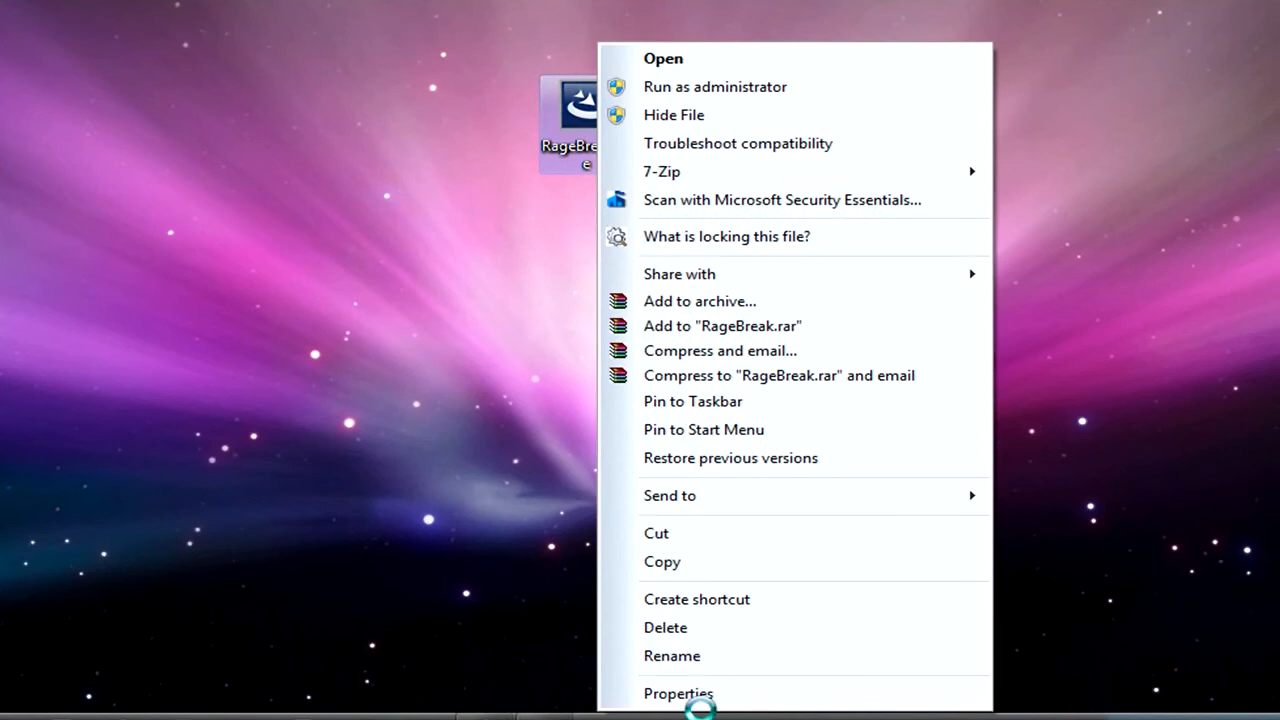 Open
Run as administrator
Hide File
Troubleshoot compatibility
7-Zip
RageBre
e
Scan with Microsoft Security Essentials...
What is locking this file?
Share with
Add to archive...
Add to "RageBreak.rar"
Compress and email...
Compress to "RageBreak.rar" and email
Pin to Taskbar
Pin to Start Menu
Restore previous versions
Send to
Cut
Copy
Create shortcut
Delete
Rename
Properties